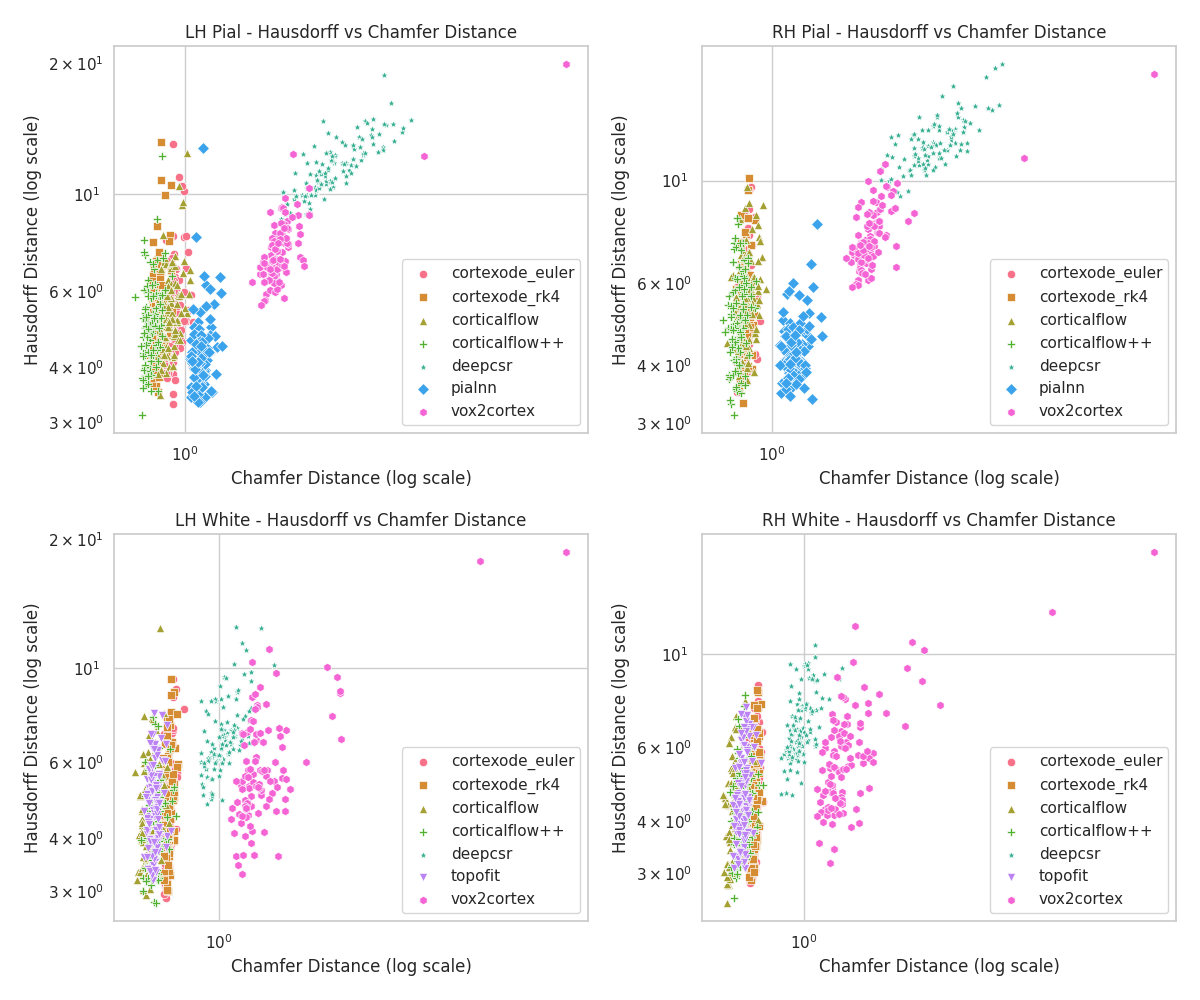 LH Pial - Hausdorff vs Chamfer Distance
Hausdorff Distance (log scale)
2 × 10¹
10¹
6 × 10⁰
4 × 10⁰
3 × 10⁰
cortexode_euler
cortexode_rk4
corticalflow
corticalflow++
deepcsr
pialnn
vox2cortex
10⁰
Chamfer Distance (log scale)
RH Pial - Hausdorff vs Chamfer Distance
Hausdorff Distance (log scale)
10¹
6 × 10⁰
4 × 10⁰
3 × 10⁰
cortexode_euler
cortexode_rk4
corticalflow
corticalflow++
deepcsr
pialnn
vox2cortex
10⁰
Chamfer Distance (log scale)
LH White - Hausdorff vs Chamfer Distance
Hausdorff Distance (log scale)
2 × 10¹
10¹
6 × 10⁰
4 × 10⁰
3 × 10⁰
cortexode_euler
cortexode_rk4
corticalflow
corticalflow++
deepcsr
topofit
vox2cortex
10⁰
Chamfer Distance (log scale)
RH White - Hausdorff vs Chamfer Distance
Hausdorff Distance (log scale)
10¹
6 × 10⁰
4 × 10⁰
3 × 10⁰
cortexode_euler
cortexode_rk4
corticalflow
corticalflow++
deepcsr
topofit
vox2cortex
10⁰
Chamfer Distance (log scale)